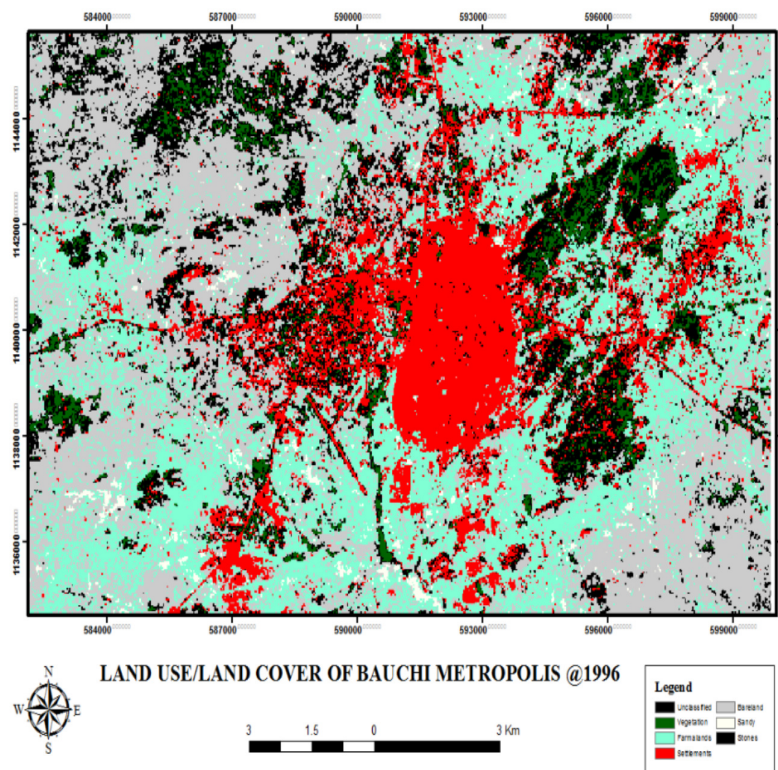 584000 587000 590000 593000 596000 599000
1144000
1142000
1140000
1138000
1136000
584000 587000 590000 593000 596000 599000
LAND USE/LAND COVER OF BAUCHI METROPOLIS @1996
N
W E
S
3 1.5 0 3 Km
Legend
Unclassified Bareland
Vegetation Sandy
Farmalands Stones
Settlements